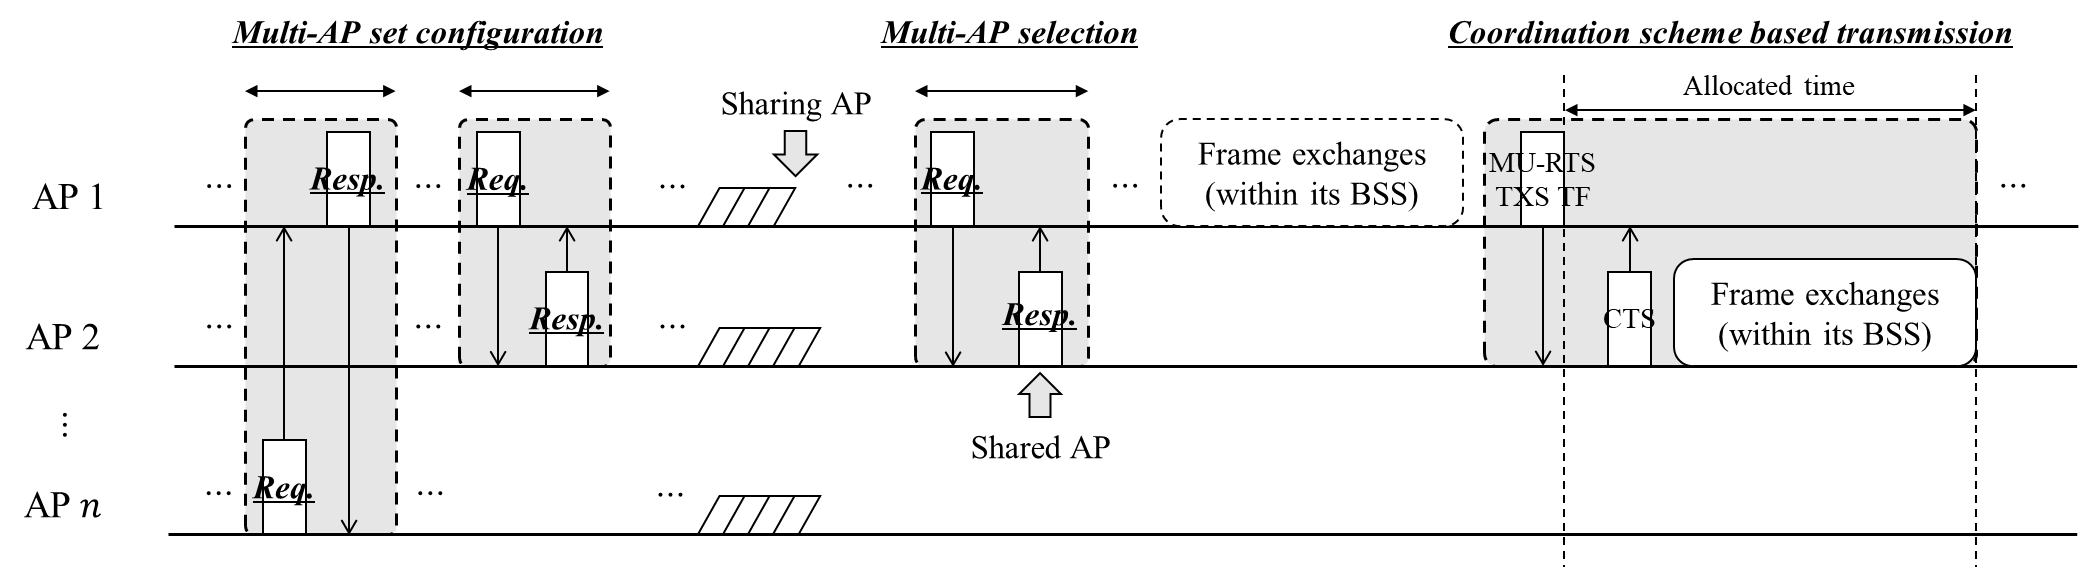 Multi-AP set configuration
Multi-AP selection
Coordination scheme based transmission
Allocated time
Sharing AP
AP 1
...
Resp.
...
Req.
...
...
Req.
...
Frame exchanges
(within its BSS)
MU-RTS
TXS TF
...
AP 2
...
...
Resp.
...
Resp.
CTS
Frame exchanges
(within its BSS)
Shared AP
⋮
AP n
...
Req.
...
...